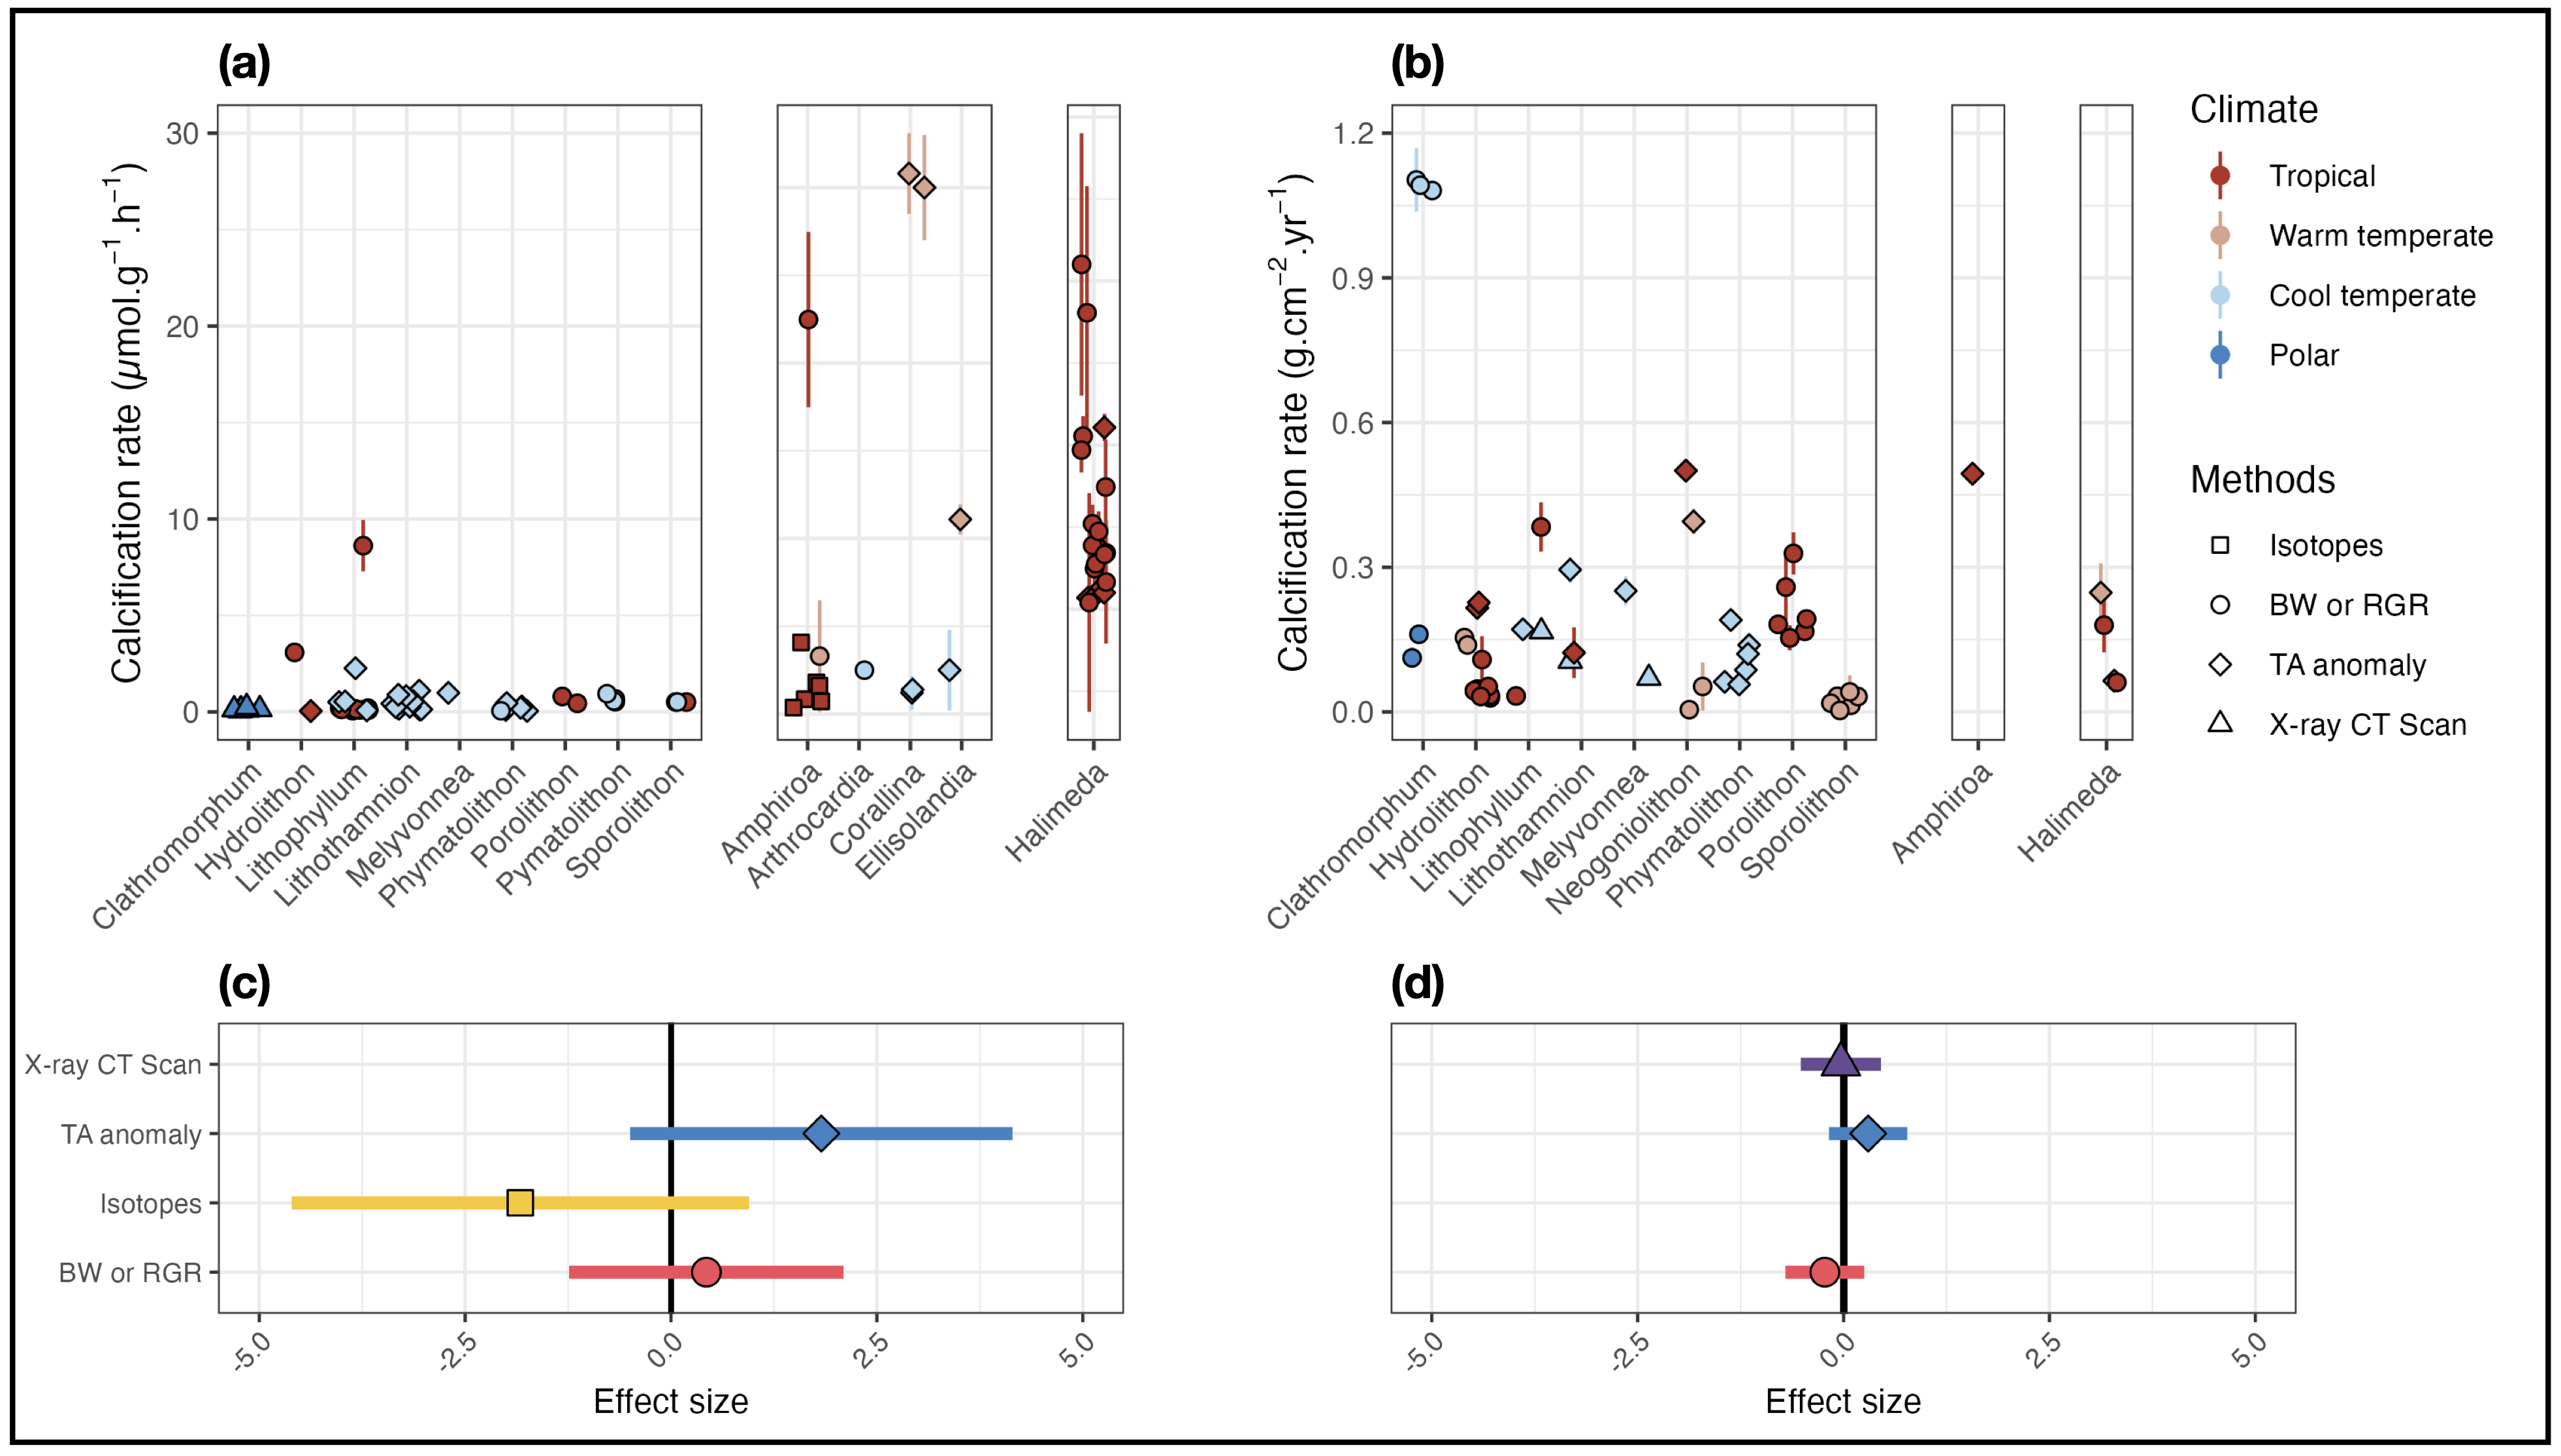 (a)
30
20
10
0
Calcification rate (μmol.g⁻¹.h⁻¹)
Clathromorphum
Hydrolithon
Lithophyllum
Lithothamnion
Melyvonnea
Phymatolithon
Porolithon
Pymatolithon
Sporolithon
Amphiroa
Arthrocardia
Corallina
Ellisolandia
Halimeda
(b)
1.2
0.9
0.6
0.3
0.0
Calcification rate (g.cm⁻².yr⁻¹)
Clathromorphum
Hydrolithon
Lithophyllum
Lithothamnion
Melyvonnea
Neogoniolithon
Phymatolithon
Porolithon
Sporolithon
Amphiroa
Halimeda
Climate
Tropical
Warm temperate
Cool temperate
Polar
Methods
Isotopes
BW or RGR
TA anomaly
X-ray CT Scan
(c)
X-ray CT Scan
TA anomaly
Isotopes
BW or RGR
-5.0
-2.5
0.0
2.5
5.0
Effect size
(d)
-5.0
-2.5
0.0
2.5
5.0
Effect size